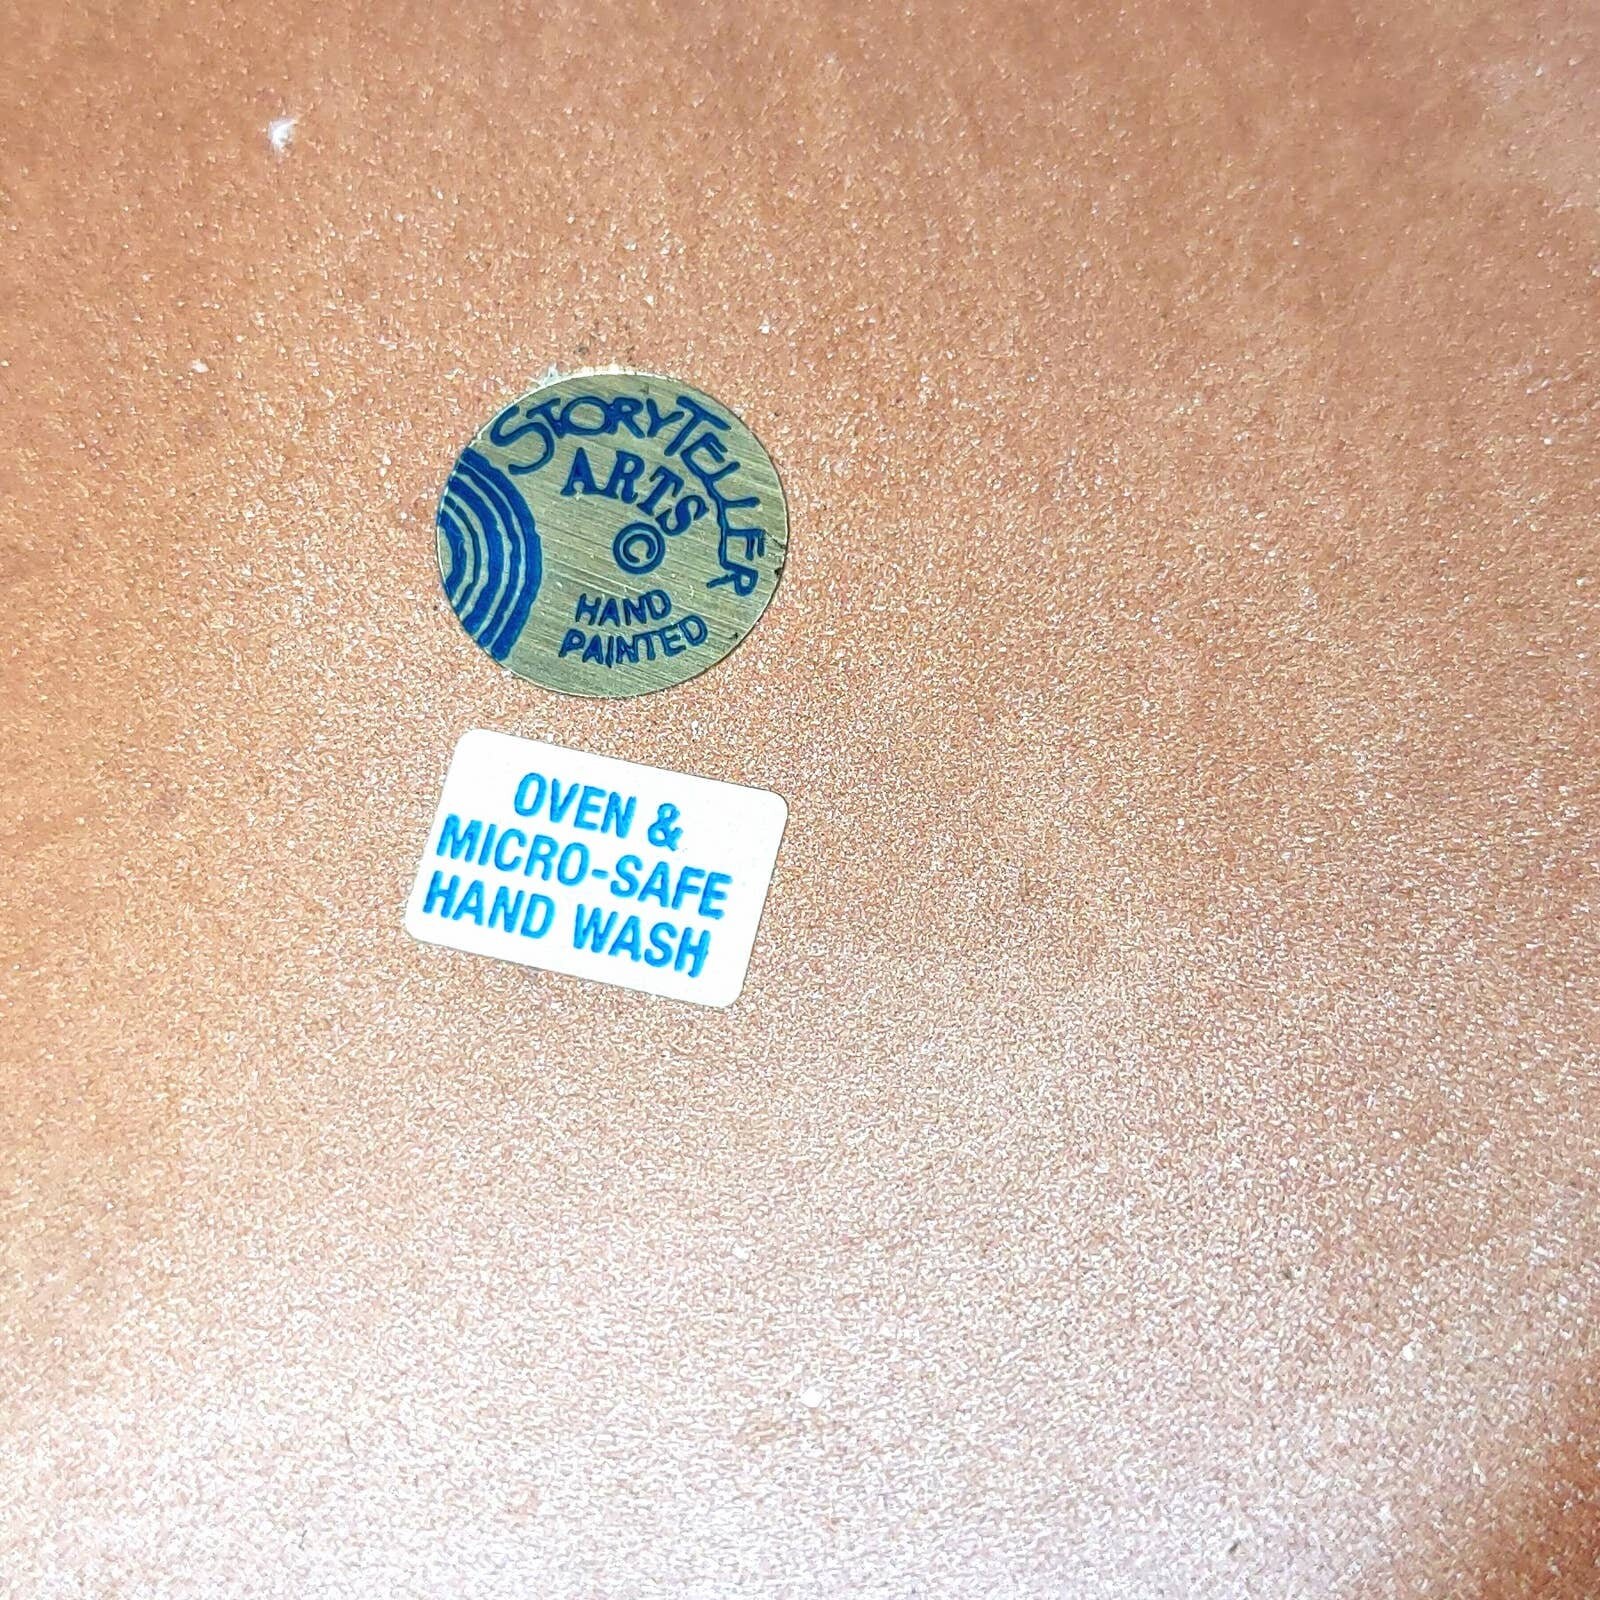 STORYTELLER
ARTS
©
HAND
PAINTED
OVEN &
MICRO-SAFE
HAND WASH